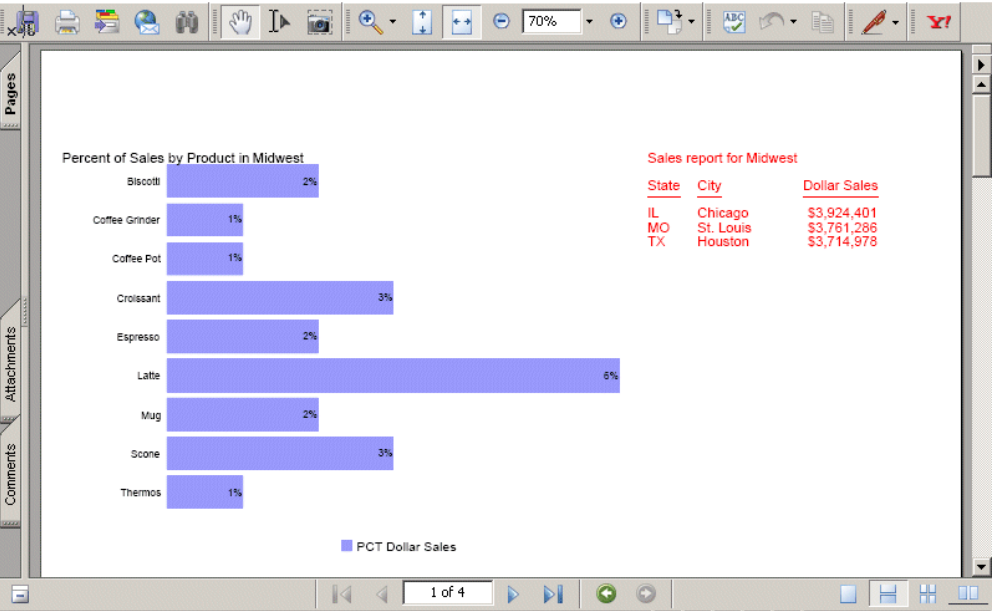 70%
ABC
Y!
Pages
Attachments
Comments
Percent of Sales by Product in Midwest
Biscotti 2%
Coffee Grinder 1%
Coffee Pot 1%
Croissant 3%
Espresso 2%
Latte 6%
Mug 2%
Scone 3%
Thermos 1%
PCT Dollar Sales
Sales report for Midwest
State City Dollar Sales
IL Chicago $3,924,401
MO St. Louis $3,761,286
TX Houston $3,714,978
1 of 4